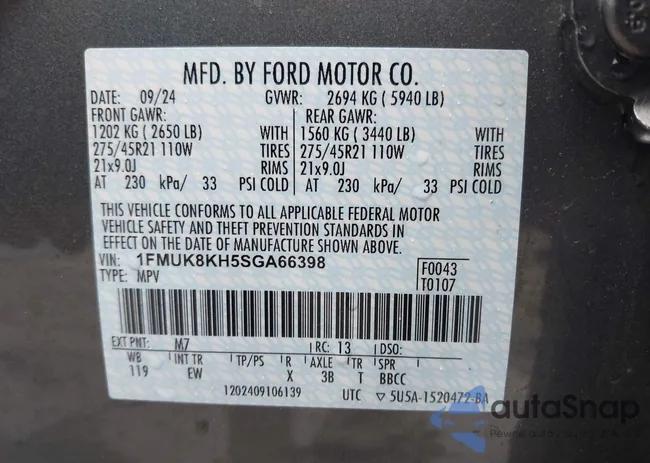 MFD. BY FORD MOTOR CO.
DATE: 09/24 GVWR: 2694 KG ( 5940 LB)
FRONT GAWR: REAR GAWR:
1202 KG ( 2650 LB) WITH 1560 KG ( 3440 LB) WITH
275/45R21 110W TIRES 275/45R21 110W TIRES
21x9.0J RIMS 21x9.0J RIMS
AT 230 kPa/ 33 PSI COLD AT 230 kPa/ 33 PSI COLD
THIS VEHICLE CONFORMS TO ALL APPLICABLE FEDERAL MOTOR
VEHICLE SAFETY AND THEFT PREVENTION STANDARDS IN
EFFECT ON THE DATE OF MANUFACTURE SHOWN ABOVE.
VIN: 1FMUK8KH5SGA66398 F0043
TYPE: MPV T0107
EXT PNT: M7 RC: 13 DSO:
WB INT TR TP/PS R AXLE TR SPR
119 EW X 3B T BBCC
1202409106139 UTC ▽ 5U5A-1520472-BA
autoSnap